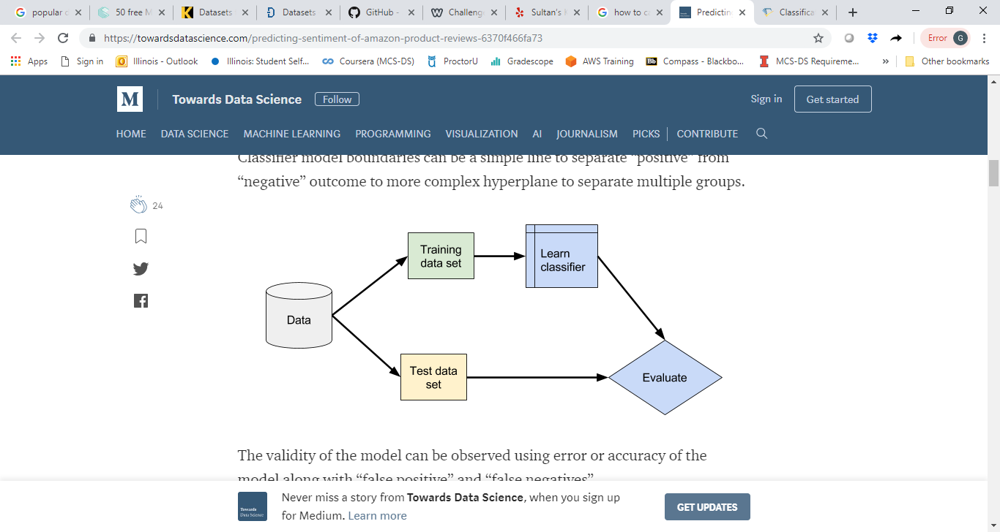 popular d
50 free M
Datasets
Datasets
GitHub -
Challeng
Sultan's
how to ca
Predictin
Classifica
https://towardsdatascience.com/predicting-sentiment-of-amazon-product-reviews-6370f466fa73
Error G
Apps Sign in Illinois - Outlook Illinois: Student Self... Coursera (MCS-DS) ProctorU Gradescope AWS Training Bb Compass - Blackbo... MCS-DS Requireme... » Other bookmarks
M Towards Data Science Follow Sign in Get started
HOME DATA SCIENCE MACHINE LEARNING PROGRAMMING VISUALIZATION AI JOURNALISM PICKS CONTRIBUTE
Classifier model boundaries can be a simple line to separate “positive” from
“negative” outcome to more complex hyperplane to separate multiple groups.
24
Training
data set
Learn
classifier
Data
Test data
set
Evaluate
The validity of the model can be observed using error or accuracy of the
model along with “false positive” and “false negatives”
Towards
Data Science
Never miss a story from Towards Data Science, when you sign up
for Medium. Learn more
GET UPDATES